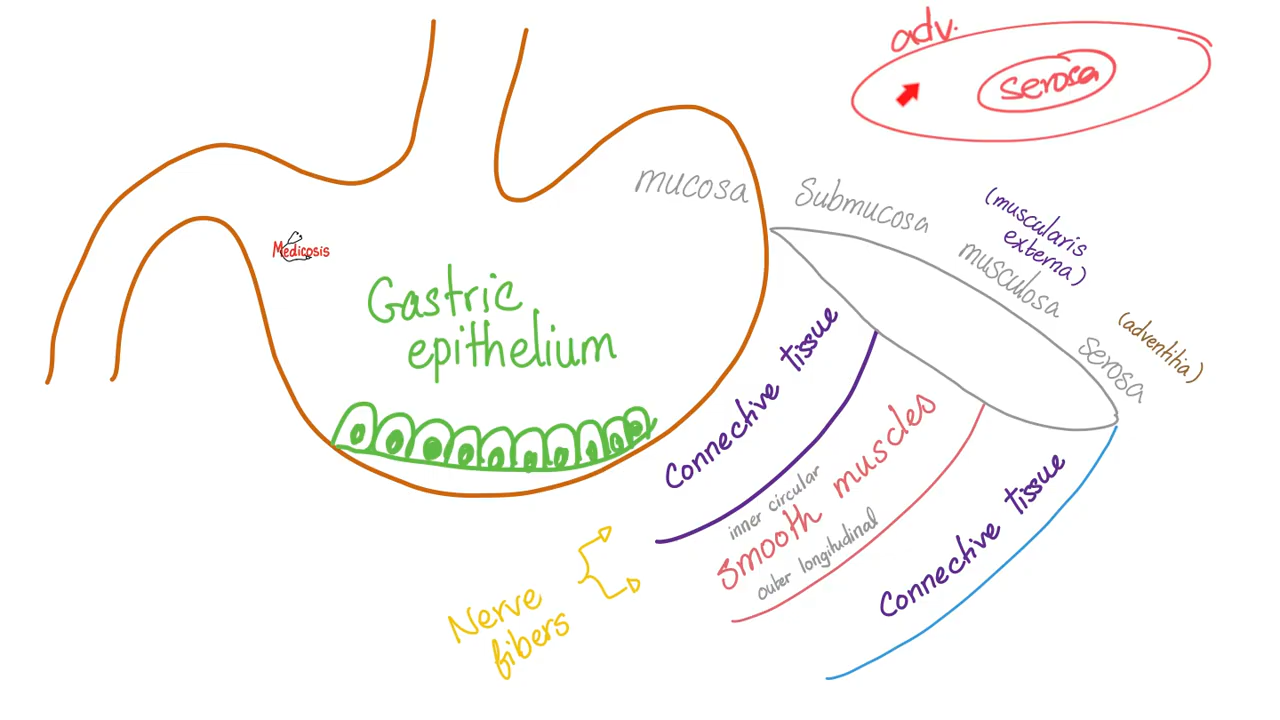 adv.
serosa
mucosa
Submucosa
(muscularis
externa)
musculosa
(adventitia)
serosa
Medicosis
Gastric
epithelium
Connective tissue
inner circular
smooth muscles
outer longitudinal
Connective tissue
Nerve
fibers